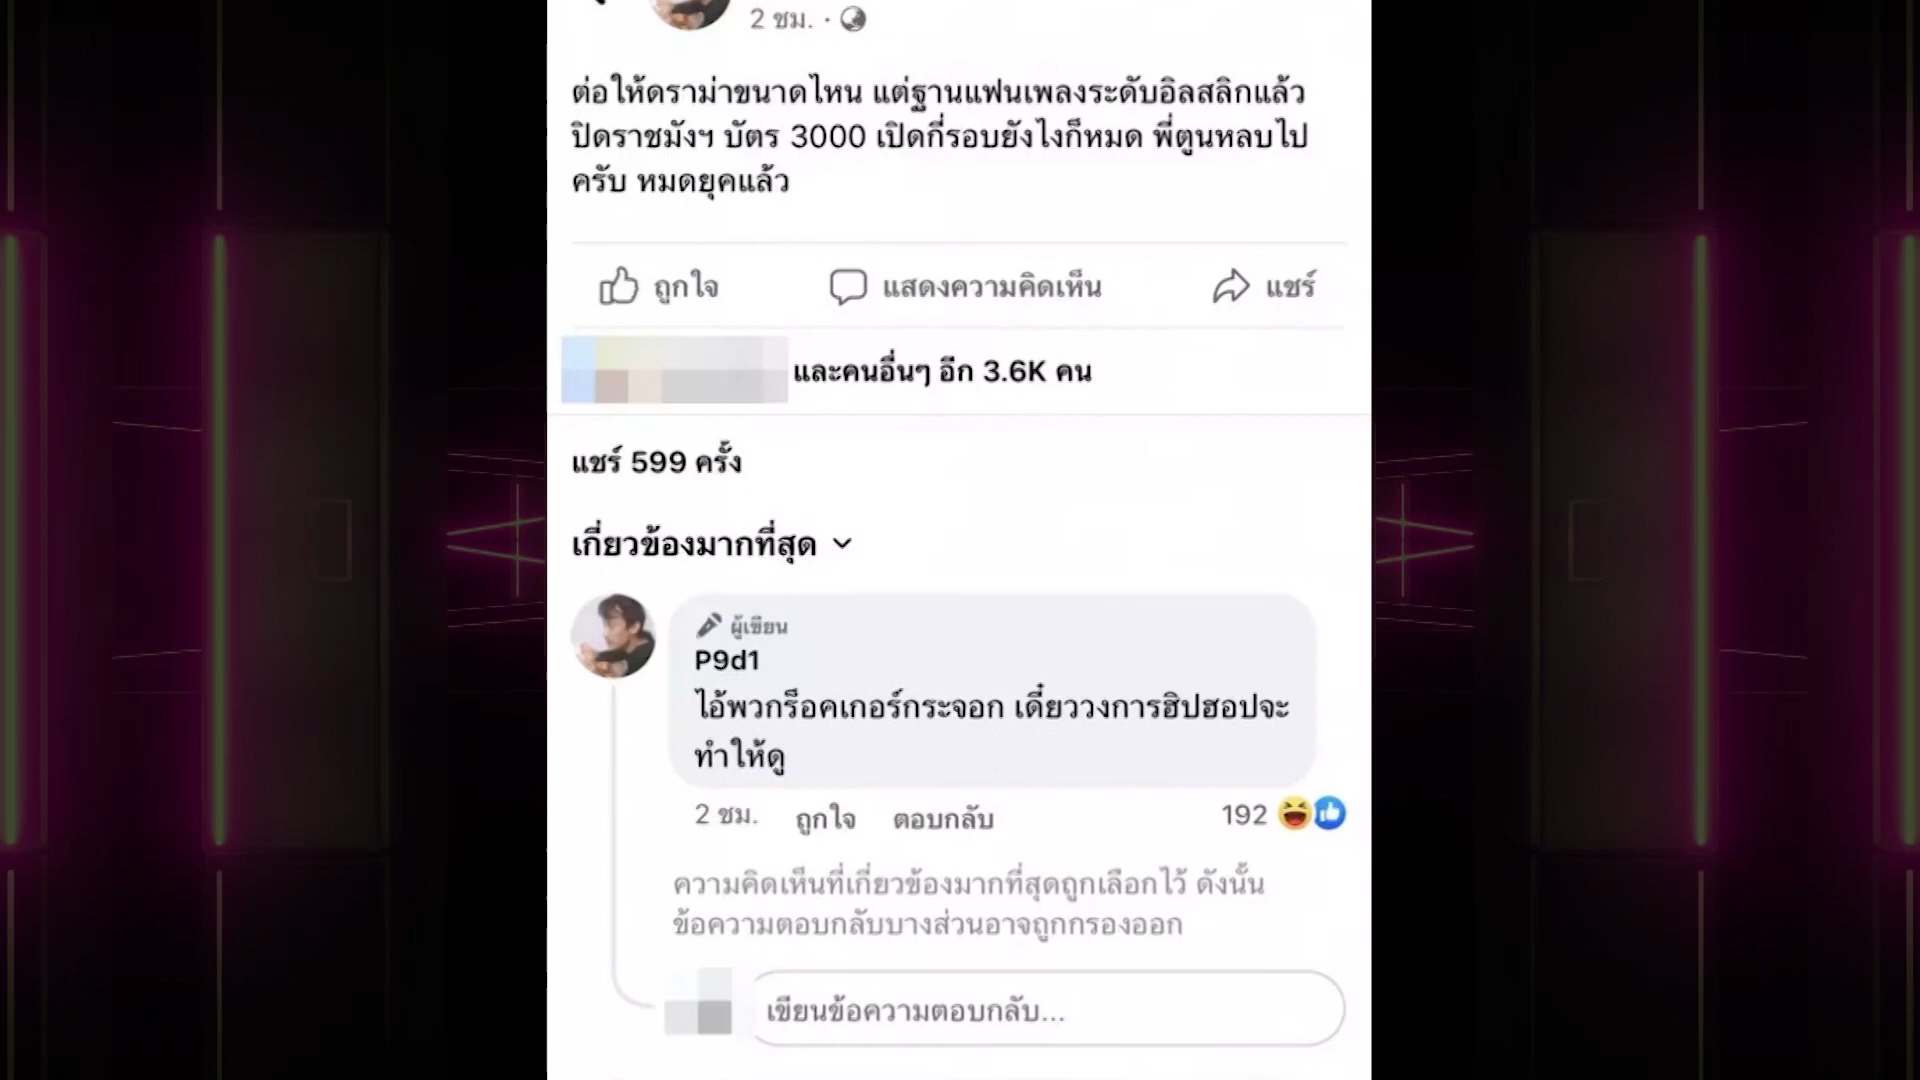 2 ชม. ·
ต่อให้ดราม่าขนาดไหน แต่ฐานแฟนเพลงระดับอิลสลิกแล้ว
ปิดราชมังฯ บัตร 3000 เปิดกี่รอบยังไงก็หมด พี่ตูนหลบไป
ครับ หมดยุคแล้ว
ถูกใจ แสดงความคิดเห็น แชร์
และคนอื่นๆ อีก 3.6K คน
แชร์ 599 ครั้ง
เกี่ยวข้องมากที่สุด
ผู้เขียน
P9d1
ไอ้พวกร็อคเกอร์กระจอก เดี๋ยววงการฮิปฮอปจะ
ทำให้ดู
2 ชม. ถูกใจ ตอบกลับ 192
ความคิดเห็นที่เกี่ยวข้องมากที่สุดถูกเลือกไว้ ดังนั้น
ข้อความตอบกลับบางส่วนอาจถูกกรองออก
เขียนข้อความตอบกลับ...